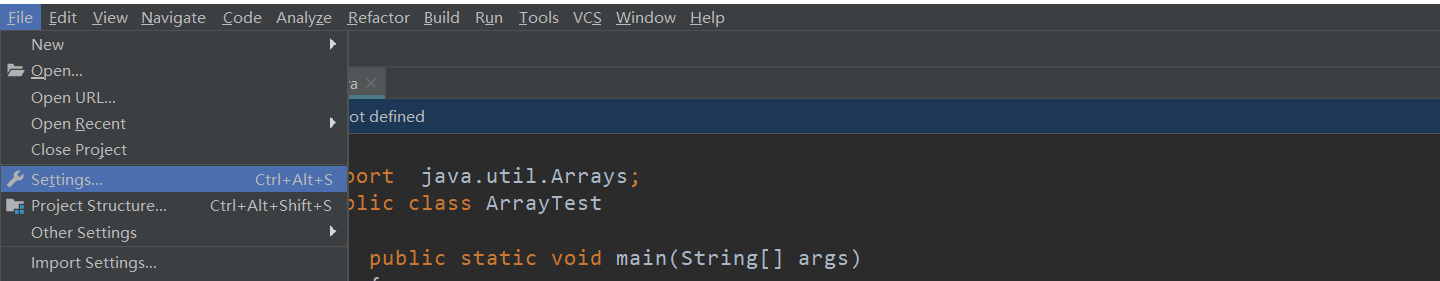 File Edit View Navigate Code Analyze Refactor Build Run Tools VCS Window Help
New
Open...
Open URL...
Open Recent
Close Project
Settings... Ctrl+Alt+S
Project Structure... Ctrl+Alt+Shift+S
Other Settings
Import Settings...
va
ot defined
port java.util.Arrays;
blic class ArrayTest
public static void main(String[] args)
{